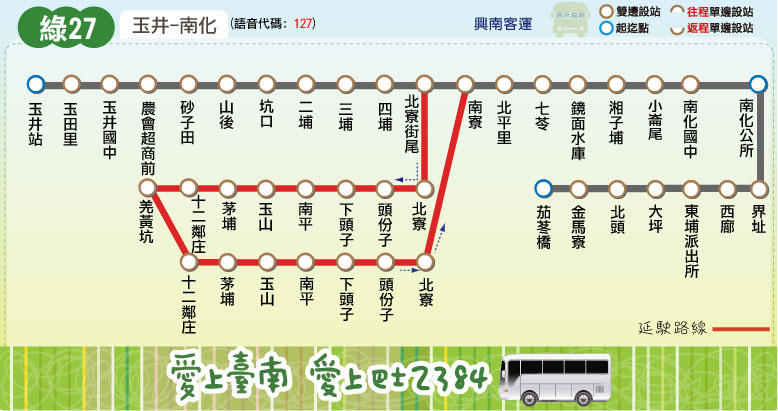 綠27
玉井-南化
(語音代碼: 127)
興南客運
圖示說明
雙邊設站
往程單邊設站
起迄點
返程單邊設站
玉井站
玉田里
玉井國中
農會超商前
砂子田
山後
坑口
二埔
三埔
四埔
北寮街尾
南寮
北平里
七苓
鏡面水庫
湘子埔
小崙尾
南化國中
南化公所
羌黃坑
十二鄰庄
茅埔
玉山
南平
下頭子
頭份子
北寮
茄苳橋
金馬寮
北頭
大坪
東埔派出所
西廍
界址
十二鄰庄
茅埔
玉山
南平
下頭子
頭份子
北寮
延駛路線
愛上臺南 愛上巴士2384